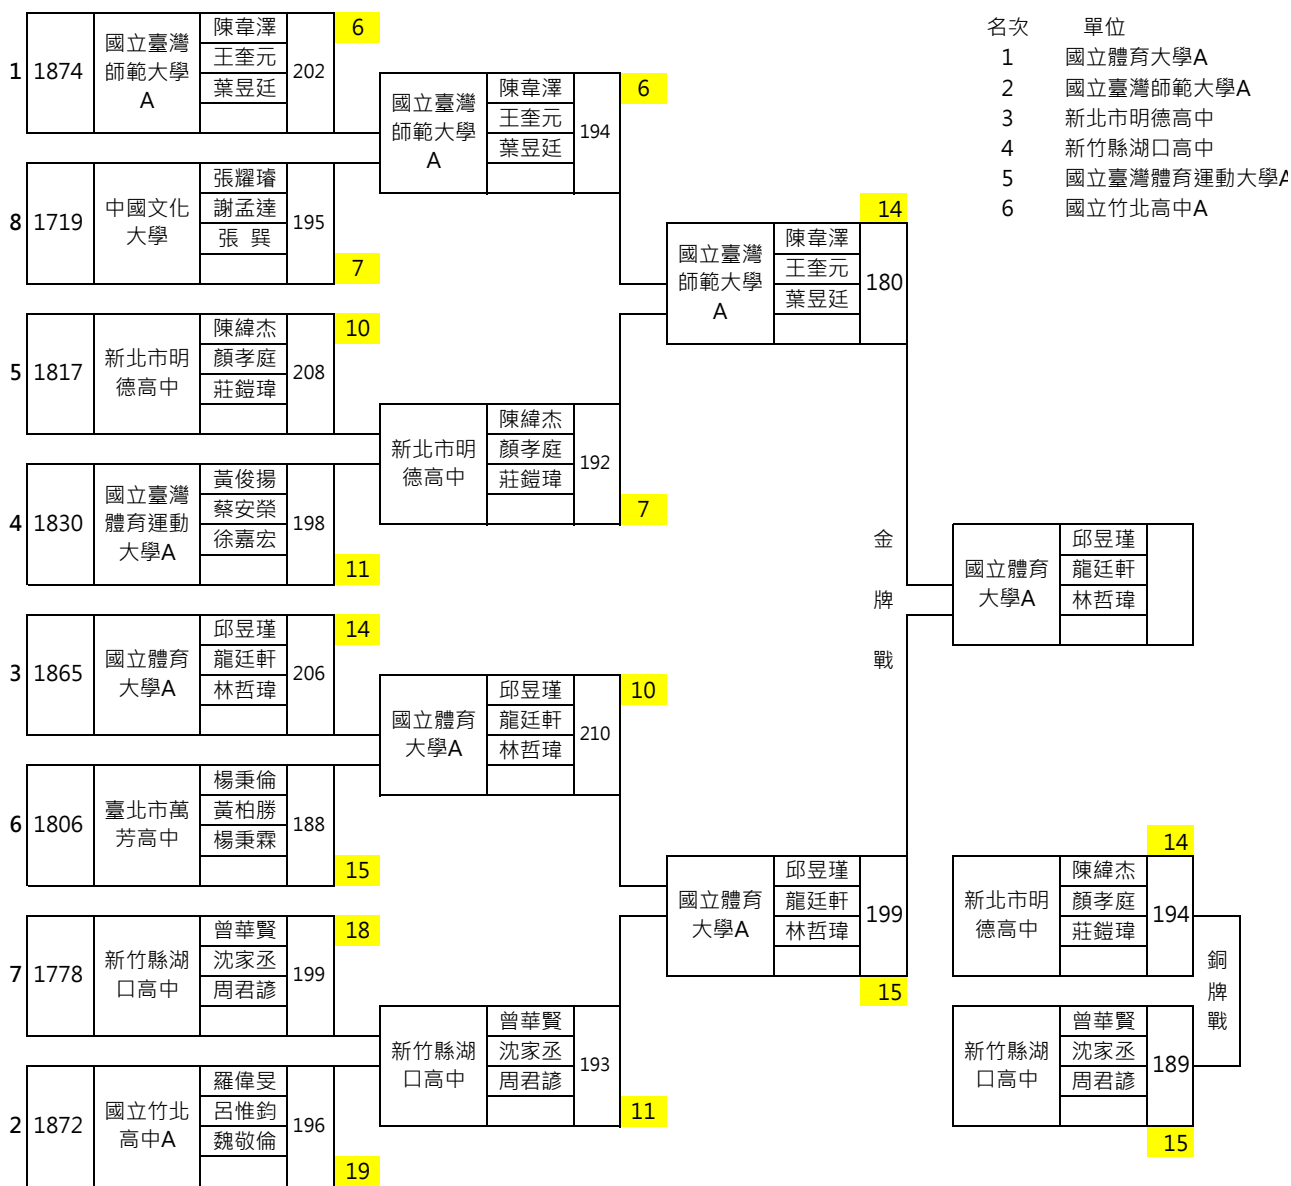 名次 單位
1 國立體育大學A
2 國立臺灣師範大學A
3 新北市明德高中
4 新竹縣湖口高中
5 國立臺灣體育運動大學A
6 國立竹北高中A
1 1874
國立臺灣
師範大學
A
陳韋澤
王奎元
葉昱廷
202
6
8 1719
中國文化
大學
張耀璿
謝孟達
張 巽
195
7
5 1817
新北市明
德高中
陳緯杰
顏孝庭
莊鎧瑋
208
10
4 1830
國立臺灣
體育運動
大學A
黃俊揚
蔡安榮
徐嘉宏
198
11
3 1865
國立體育
大學A
邱昱瑾
龍廷軒
林哲瑋
206
14
6 1806
臺北市萬
芳高中
楊秉倫
黃柏勝
楊秉霖
188
15
7 1778
新竹縣湖
口高中
曾華賢
沈家丞
周君諺
199
18
2 1872
國立竹北
高中A
羅偉旻
呂惟鈞
魏敬倫
196
19
國立臺灣
師範大學
A
陳韋澤
王奎元
葉昱廷
194
6
新北市明
德高中
陳緯杰
顏孝庭
莊鎧瑋
192
7
國立體育
大學A
邱昱瑾
龍廷軒
林哲瑋
210
10
新竹縣湖
口高中
曾華賢
沈家丞
周君諺
193
11
14
國立臺灣
師範大學
A
陳韋澤
王奎元
葉昱廷
180
國立體育
大學A
邱昱瑾
龍廷軒
林哲瑋
199
15
金
牌
戰
國立體育
大學A
邱昱瑾
龍廷軒
林哲瑋
14
新北市明
德高中
陳緯杰
顏孝庭
莊鎧瑋
194
銅
牌
戰
新竹縣湖
口高中
曾華賢
沈家丞
周君諺
189
15